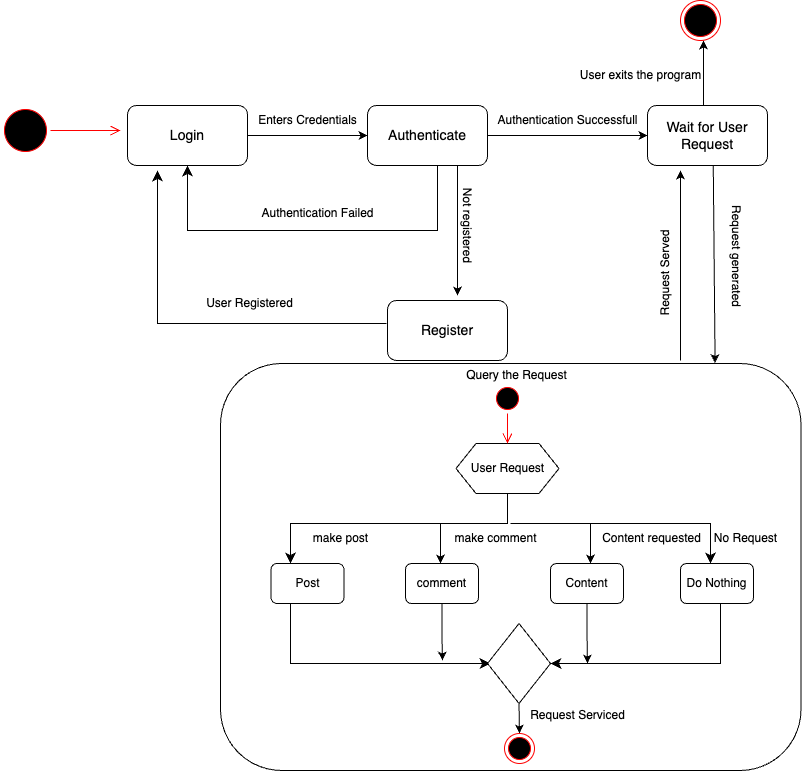 User exits the program
Enters Credentials
Authentication Successfull
Login
Authenticate
Wait for User
Request
Authentication Failed
Not registered
Request Served
Request generated
User Registered
Register
Query the Request
User Request
make post
make comment
Content requested
No Request
Post
comment
Content
Do Nothing
Request Serviced